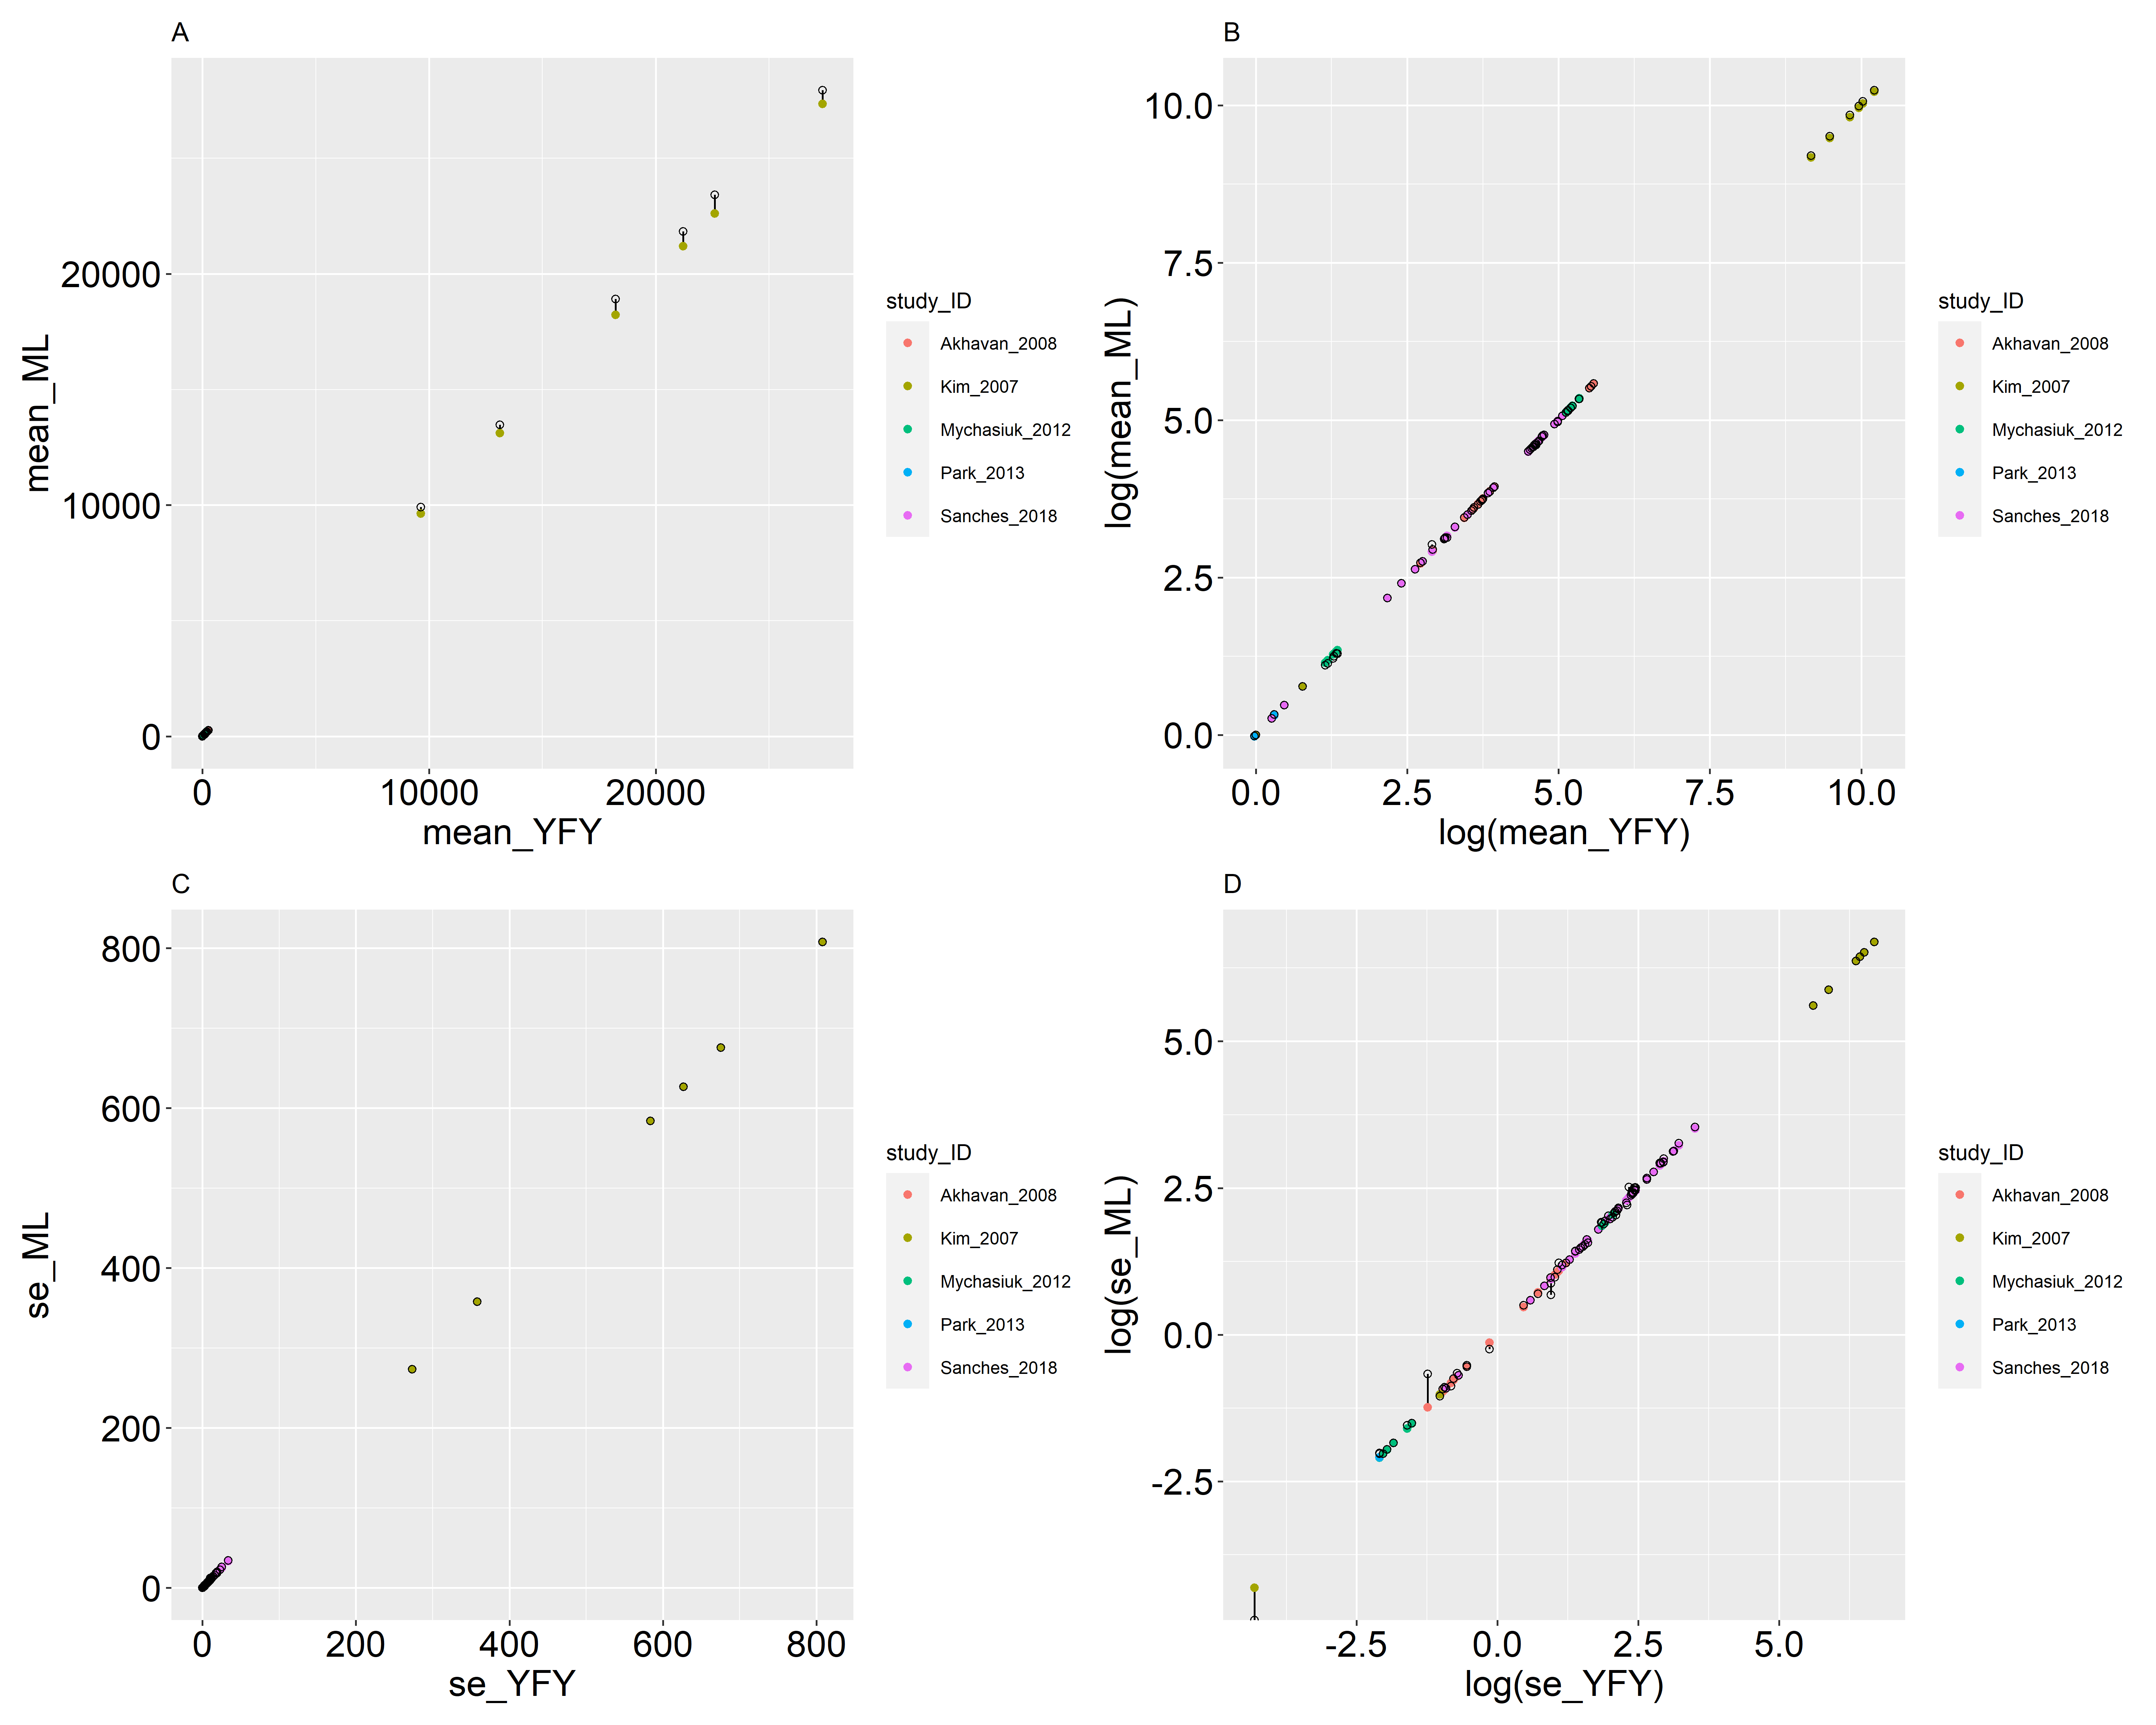 A
mean_ML
20000
10000
0
0 10000 20000
mean_YFY
study_ID
Akhavan_2008
Kim_2007
Mychasiuk_2012
Park_2013
Sanches_2018
B
log(mean_ML)
10.0
7.5
5.0
2.5
0.0
0.0 2.5 5.0 7.5 10.0
log(mean_YFY)
study_ID
Akhavan_2008
Kim_2007
Mychasiuk_2012
Park_2013
Sanches_2018
C
se_ML
800
600
400
200
0
0 200 400 600 800
se_YFY
study_ID
Akhavan_2008
Kim_2007
Mychasiuk_2012
Park_2013
Sanches_2018
D
log(se_ML)
5.0
2.5
0.0
-2.5
-2.5 0.0 2.5 5.0
log(se_YFY)
study_ID
Akhavan_2008
Kim_2007
Mychasiuk_2012
Park_2013
Sanches_2018